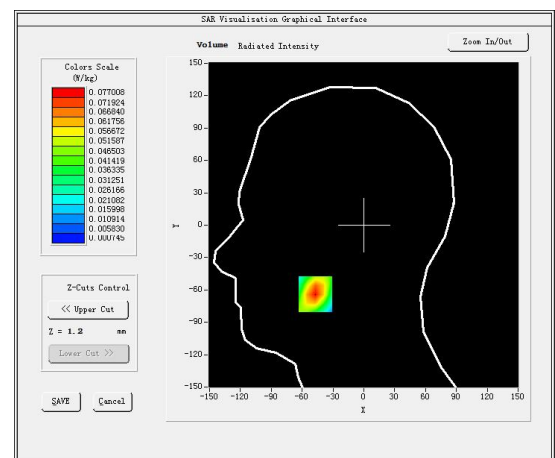 SAR Visualisation Graphical Interface
Volume Radiated Intensity
Zoom In/Out
Colors Scale
(W/kg)
0.077008
0.071924
0.066840
0.061756
0.056672
0.051587
0.046503
0.041419
0.036335
0.031251
0.026166
0.021082
0.015998
0.010914
0.005830
0.000745
Z-Cuts Control
<< Upper Cut
Z = 1.2 mm
Lower Cut >>
SAVE
Cancel
150
120
90
60
30
0
-30
-60
-90
-120
-150
Y
-150 -120 -90 -60 -30 0 30 60 90 120 150
X